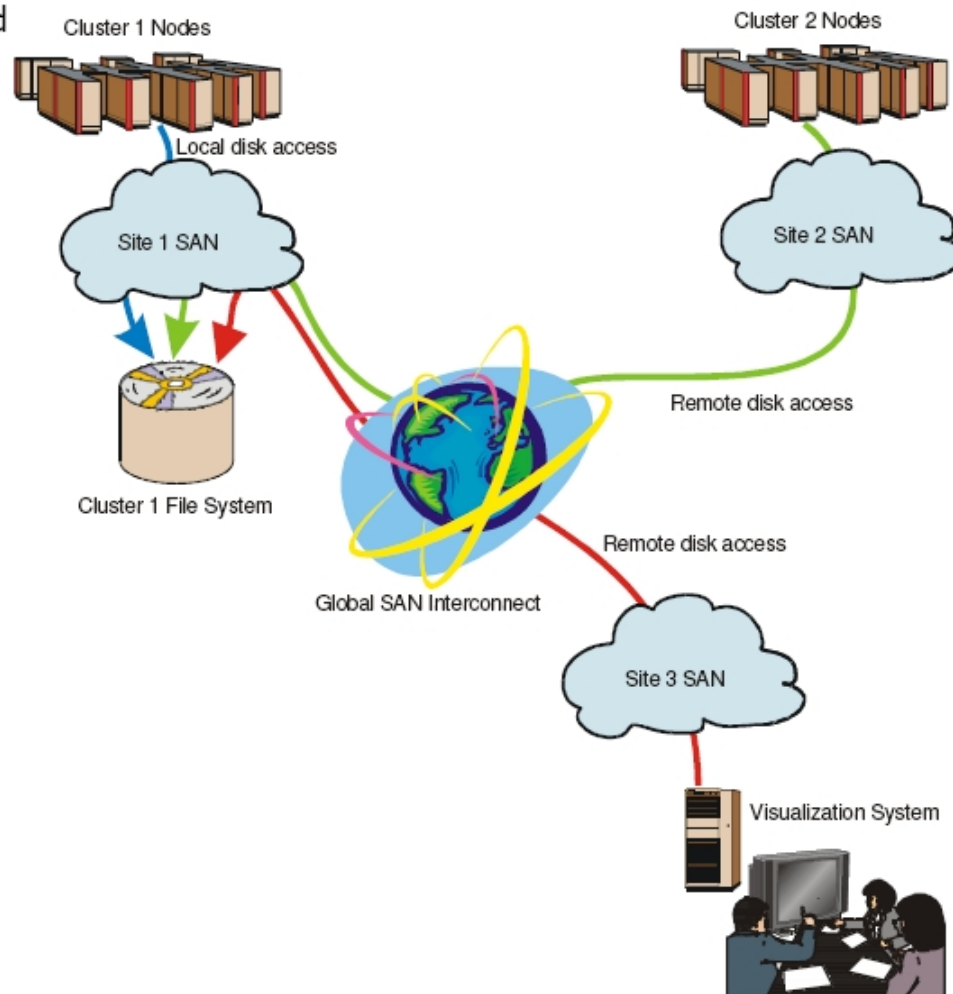 d
Cluster 1 Nodes
Cluster 2 Nodes
Local disk access
Site 1 SAN
Site 2 SAN
Remote disk access
Cluster 1 File System
Remote disk access
Global SAN Interconnect
Site 3 SAN
Visualization System